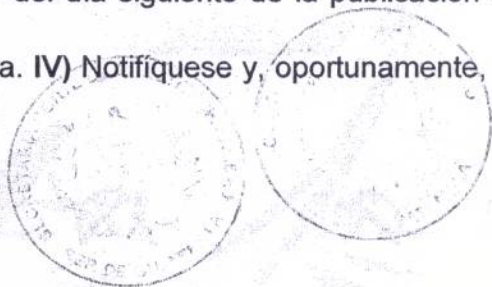 del día siguiente de la publicación
a. IV) Notifíquese y, oportunamente,